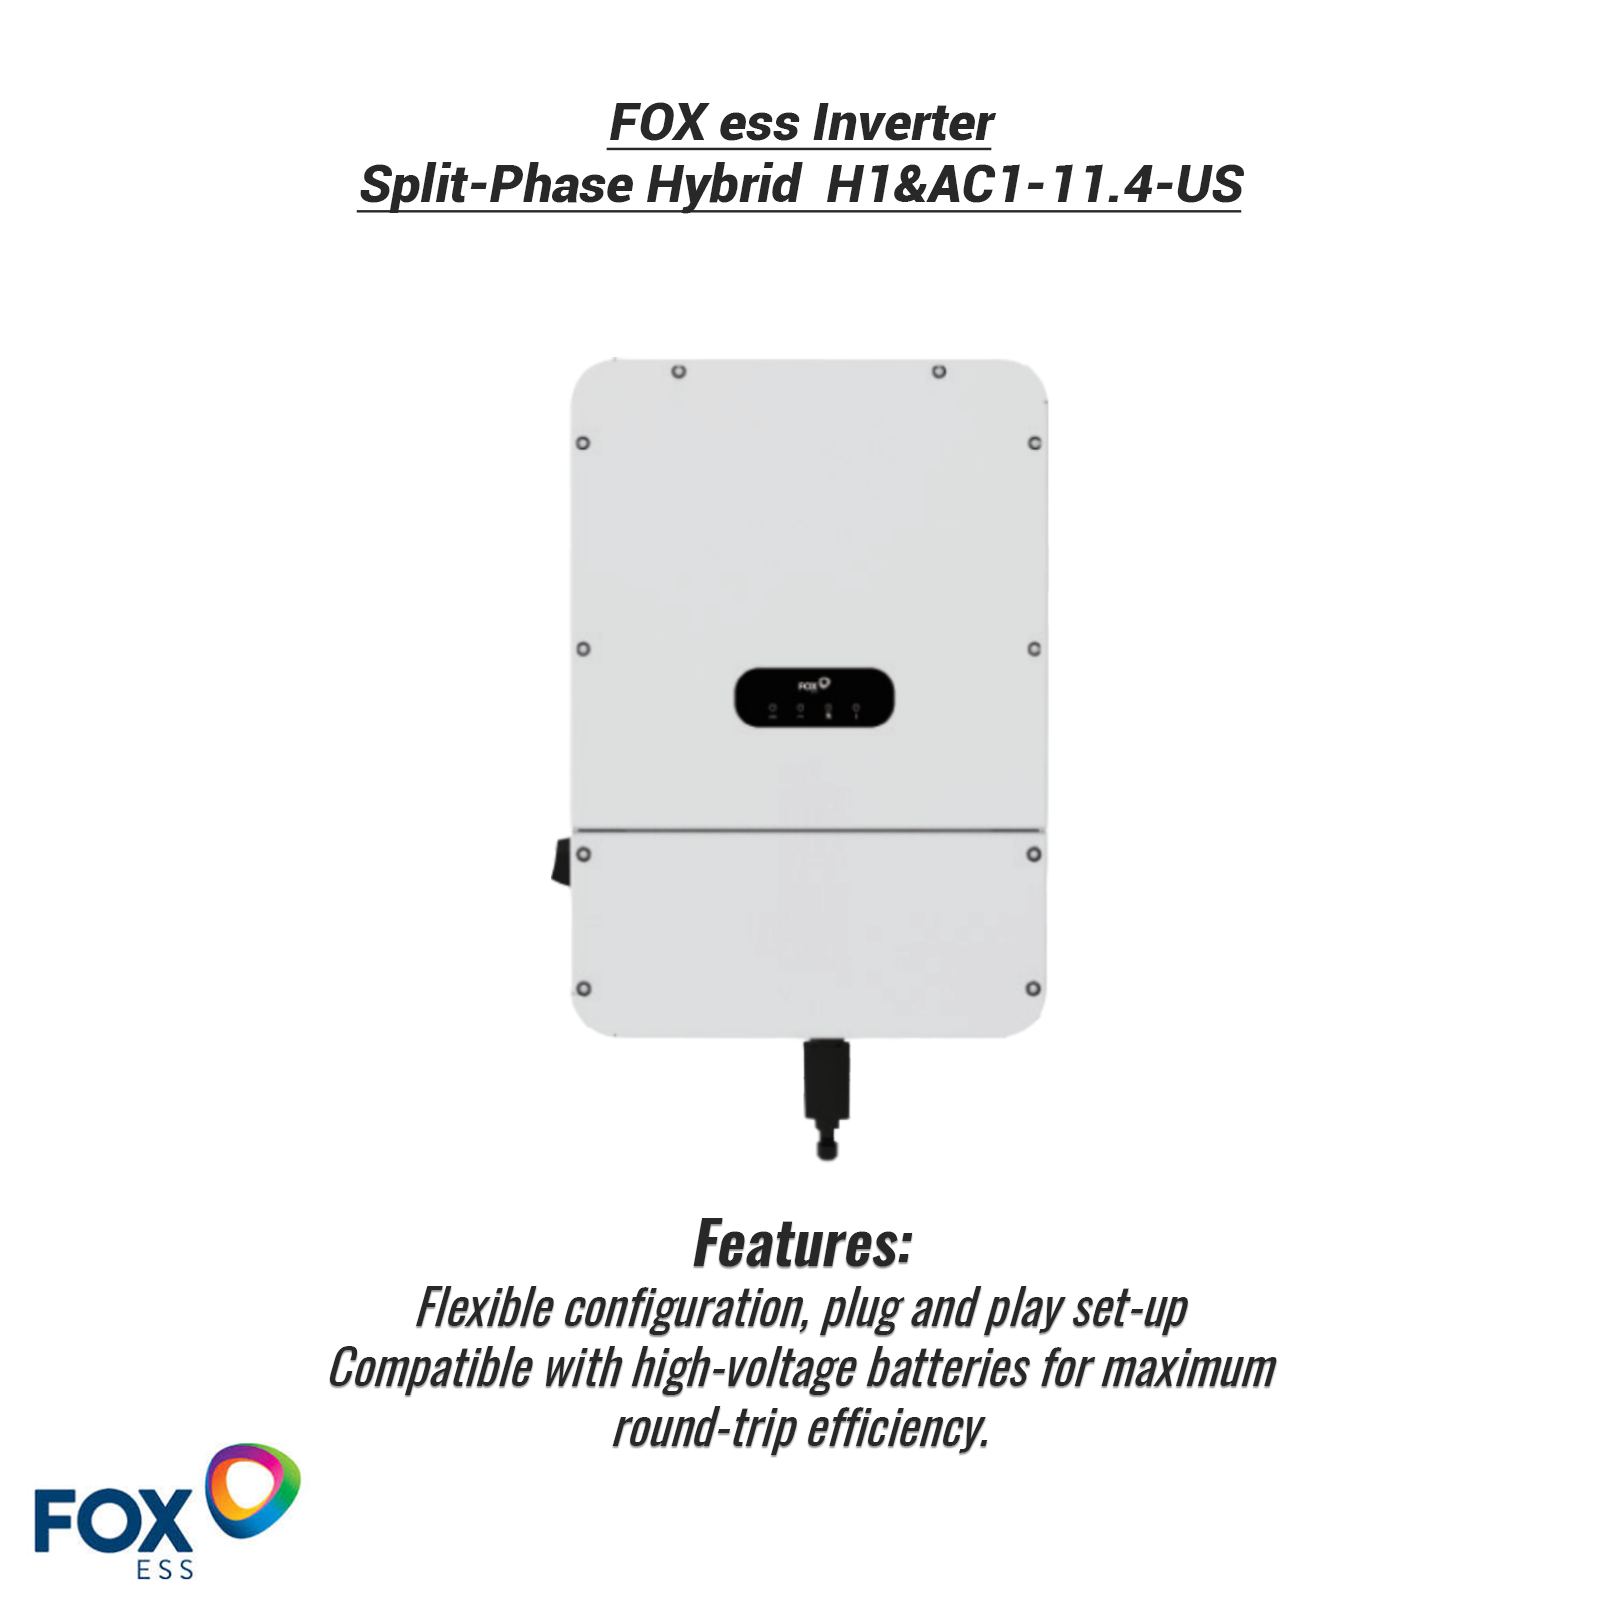 FOX ess Inverter
Split-Phase Hybrid H1&AC1-11.4-US
FOX
Features:
Flexible configuration, plug and play set-up
Compatible with high-voltage batteries for maximum
round-trip efficiency.
FOX
ESS